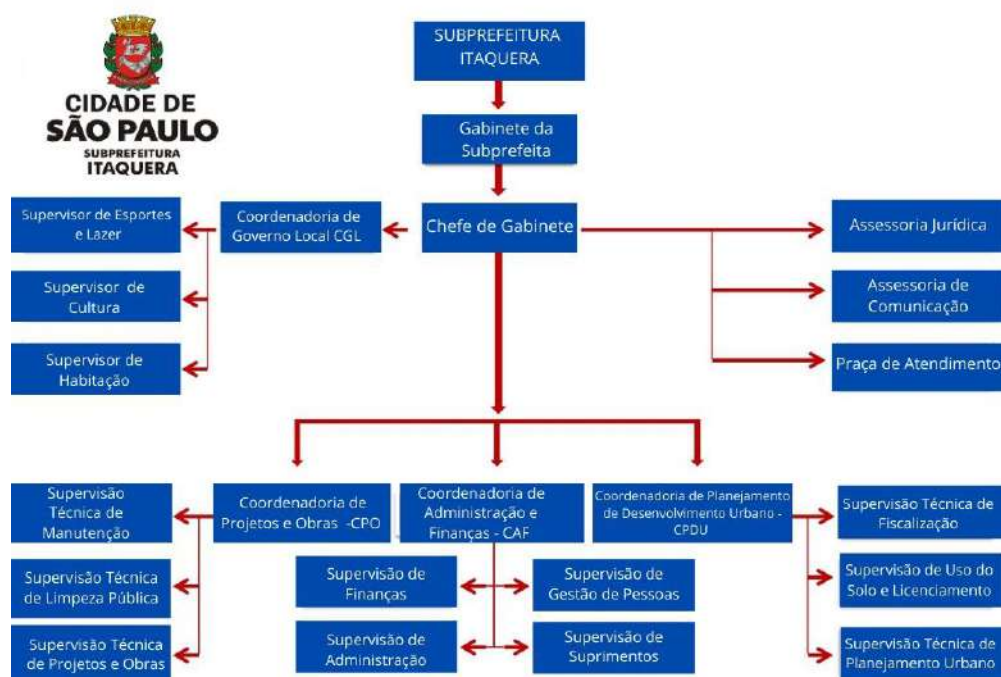 CIDADE DE
SÃO PAULO
SUBPREFEITURA
ITAQUERA
SUBPREFEITURA
ITAQUERA
Gabinete da
Subprefeita
Chefe de Gabinete
Coordenadoria de
Governo Local CGL
Supervisor de Esportes
e Lazer
Supervisor de
Cultura
Supervisor de
Habitação
Assessoria Jurídica
Assessoria de
Comunicação
Praça de Atendimento
Coordenadoria de
Projetos e Obras -CPO
Supervisão
Técnica de
Manutenção
Supervisão Técnica
de Limpeza Pública
Supervisão Técnica
de Projetos e Obras
Coordenadoria de
Administração e
Finanças - CAF
Supervisão de
Finanças
Supervisão de
Gestão de Pessoas
Supervisão de
Administração
Supervisão de
Suprimentos
Coordenadoria de Planejamento
de Desenvolvimento Urbano -
CPDU
Supervisão Técnica de
Fiscalização
Supervisão de Uso do
Solo e Licenciamento
Supervisão Técnica de
Planejamento Urbano